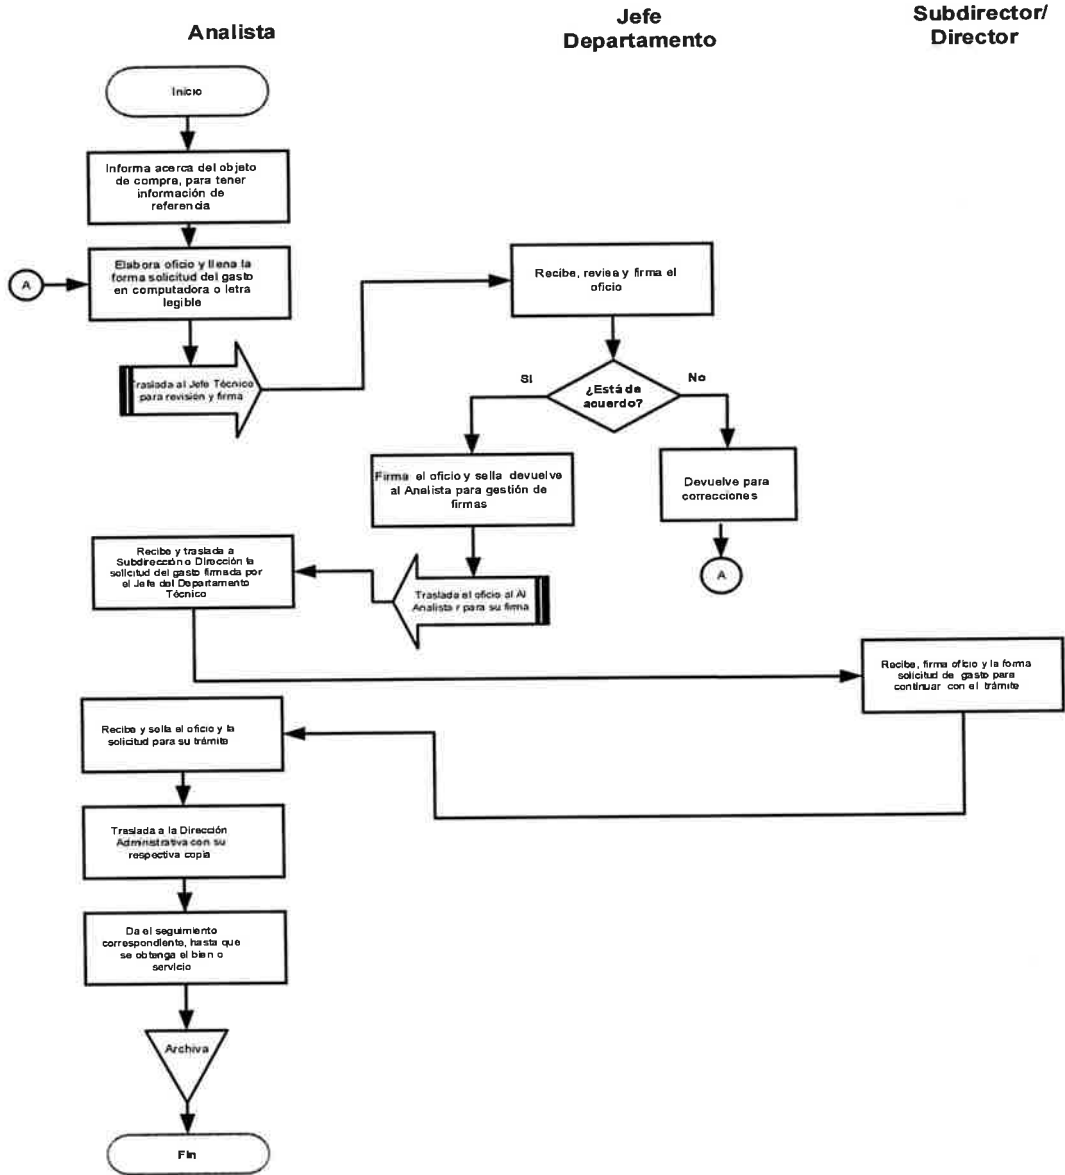 Analista
Jefe
Departamento
Subdirector/
Director
Inicio
Informa acerca del objeto
de compra, para tener
información de
referencia
A
Elabora oficio y llena la
forma solicitud del gasto
en computadora o letra
legible
Traslada al Jefe Técnico
para revisión y firma
Recibe, revisa y firma el
oficio
¿Está de
acuerdo?
Si
No
Firma el oficio y sella devuelve
al Analista para gestión de
firmas
Devuelve para
correcciones
A
Traslada el oficio al Al
Analista r para su firma
Recibe y traslada a
Subdirección o Dirección la
solicitud del gasto firmada por
el Jefe del Departamento
Técnico
Recibe, firma oficio y la forma
solicitud de gasto para
continuar con el trámite
Recibe y sella el oficio y la
solicitud para su trámite
Traslada a la Dirección
Administrativa con su
respectiva copia
Da el seguimiento
correspondiente, hasta que
se obtenga el bien o
servicio
Archiva
Fin